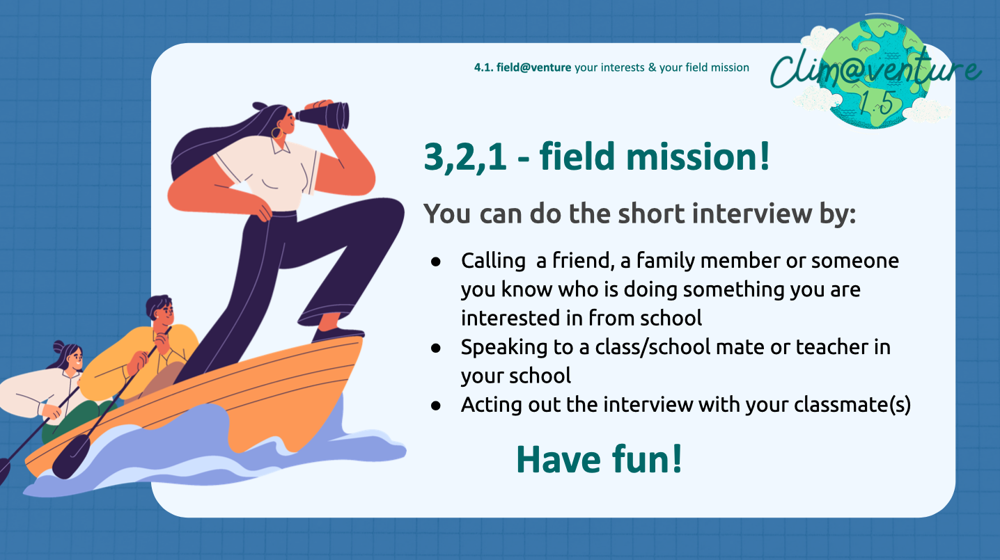 4.1. field@venture your interests & your field mission
Clim@venture
1.5
3,2,1 - field mission!
You can do the short interview by:
● Calling  a friend, a family member or someone
you know who is doing something you are
interested in from school
● Speaking to a class/school mate or teacher in
your school
● Acting out the interview with your classmate(s)
Have fun!